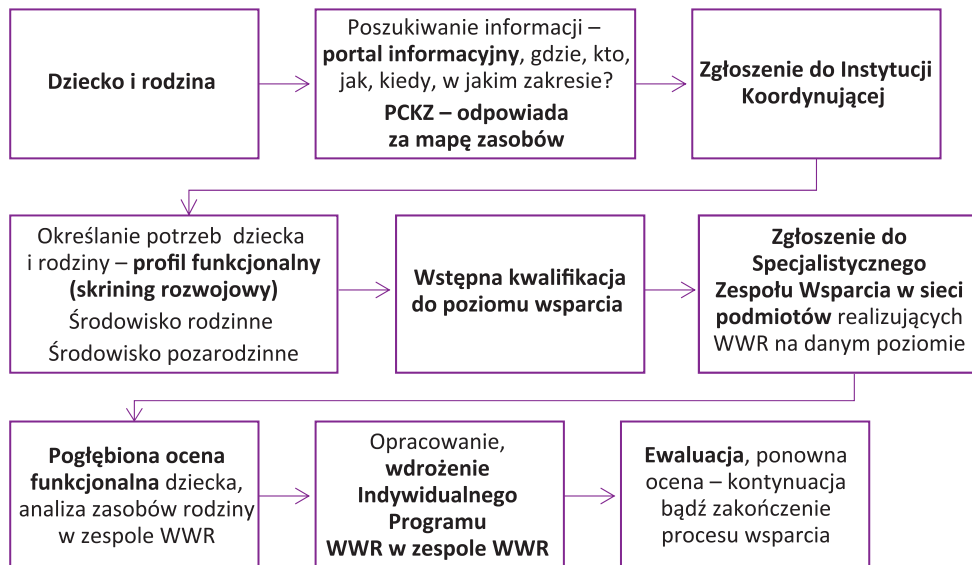 Dziecko i rodzina
Poszukiwanie informacji –
portal informacyjny, gdzie, kto,
jak, kiedy, w jakim zakresie?
PCKZ – odpowiada
za mapę zasobów
Zgłoszenie do Instytucji
Koordynującej
Określanie potrzeb dziecka
i rodziny – profil funkcjonalny
(skrining rozwojowy)
Środowisko rodzinne
Środowisko pozarodzinne
Wstępna kwalifikacja
do poziomu wsparcia
Zgłoszenie do
Specjalistycznego
Zespołu Wsparcia w sieci
podmiotów realizujących
WWR na danym poziomie
Pogłębiona ocena
funkcjonalna dziecka,
analiza zasobów rodziny
w zespole WWR
Opracowanie,
wdrożenie
Indywidualnego
Programu
WWR w zespole WWR
Ewaluacja, ponowna
ocena – kontynuacja
bądź zakończenie
procesu wsparcia